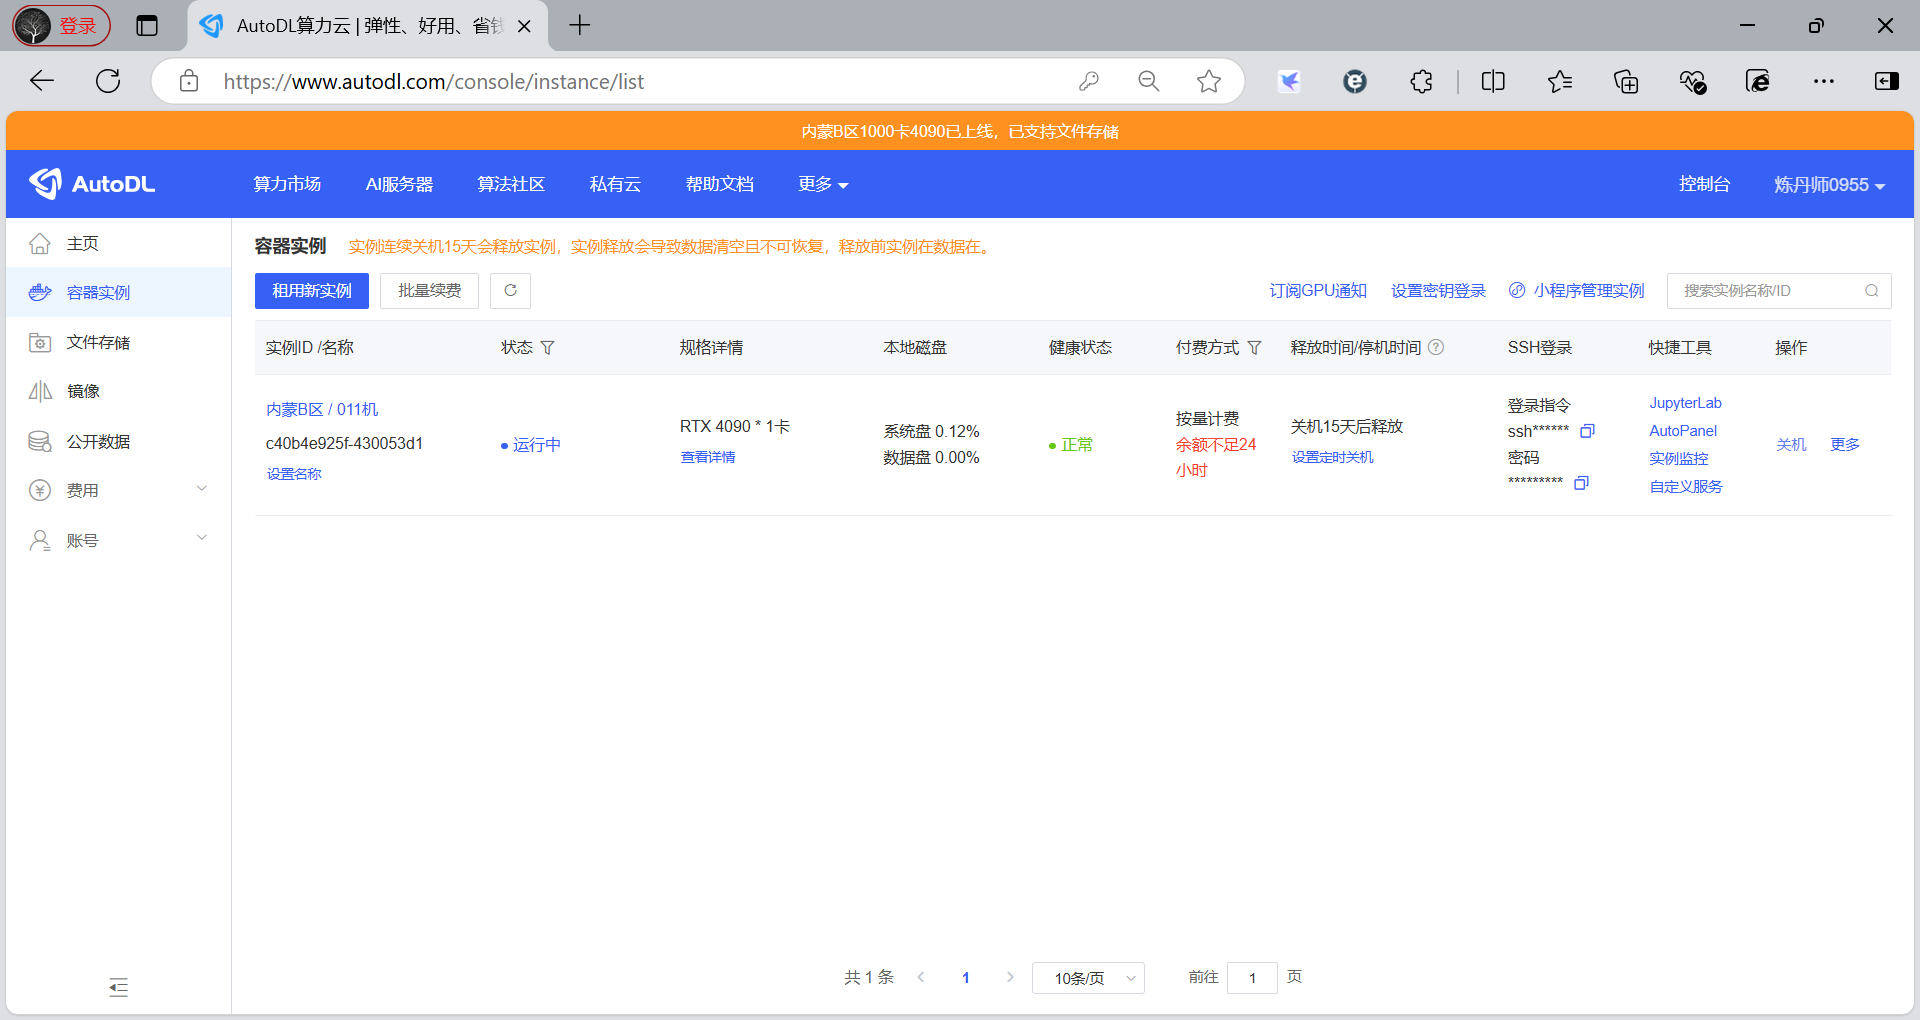 登录
AutoDL算力云 | 弹性、好用、省钱
https://www.autodl.com/console/instance/list
内蒙B区1000卡4090已上线，已支持文件存储
AutoDL
算力市场
AI服务器
算法社区
私有云
帮助文档
更多
控制台
炼丹师0955
主页
容器实例
文件存储
镜像
公开数据
费用
账号
容器实例
实例连续关机15天会释放实例，实例释放会导致数据清空且不可恢复，释放前实例在数据在。
租用新实例
批量续费
订阅GPU通知
设置密钥登录
小程序管理实例
搜索实例名称/ID
实例ID /名称
状态
规格详情
本地磁盘
健康状态
付费方式
释放时间/停机时间
SSH登录
快捷工具
操作
内蒙B区 / 011机
c40b4e925f-430053d1
设置名称
运行中
RTX 4090 * 1卡
查看详情
系统盘 0.12%
数据盘 0.00%
正常
按量计费
余额不足24
小时
关机15天后释放
设置定时关机
登录指令
ssh******
密码
*********
JupyterLab
AutoPanel
实例监控
自定义服务
关机
更多
共 1 条
1
10条/页
前往
1
页